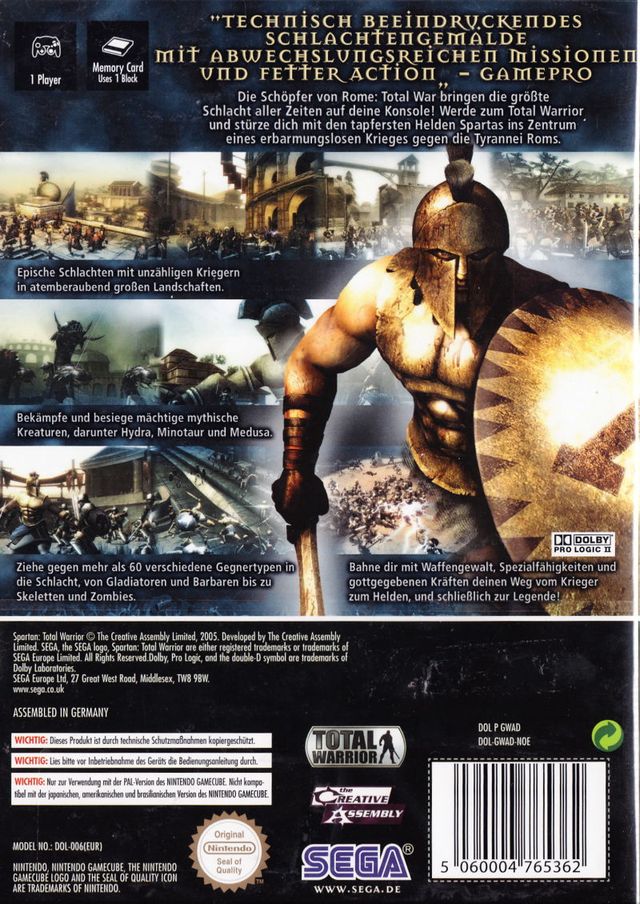 1 Player
Memory Card
Uses 1 Block
"TECHNISCH BEEINDRUCKENDES
SCHLACHTENGEMÄLDE
MIT ABWECHSLUNGSREICHEN MISSIONEN
UND FETTER ACTION" - GAMEPRO
Die Schöpfer von Rome: Total War bringen die größte
Schlacht aller Zeiten auf deine Konsole! Werde zum Total Warrior
und stürze dich mit den tapfersten Helden Spartas ins Zentrum
eines erbarmungslosen Krieges gegen die Tyrannei Roms.
Epische Schlachten mit unzähligen Kriegern
in atemberaubend großen Landschaften.
Bekämpfe und besiege mächtige mythische
Kreaturen, darunter Hydra, Minotaur und Medusa.
Ziehe gegen mehr als 60 verschiedene Gegnertypen in
die Schlacht, von Gladiatoren und Barbaren bis zu
Skeletten und Zombies.
DOLBY
PRO LOGIC II
Bahne dir mit Waffengewalt, Spezialfähigkeiten und
gottgegebenen Kräften deinen Weg vom Krieger
zum Helden, und schließlich zur Legende!
Spartan: Total Warrior © The Creative Assembly Limited, 2005. Developed by The Creative Assembly
Limited. SEGA, the SEGA logo, Spartan: Total Warrior are either registered trademarks or trademarks of
SEGA Europe Limited. All Rights Reserved.Dolby, Pro Logic, and the double-D symbol are trademarks of
Dolby Laboratories.
SEGA Europe Ltd, 27 Great West Road, Middlesex, TW8 9BW.
www.sega.co.uk
ASSEMBLED IN GERMANY
WICHTIG: Dieses Produkt ist durch technische Schutzmaßnahmen kopiergeschützt.
WICHTIG: Lies bitte vor Inbetriebnahme des Geräts die Bedienungsanleitung durch.
WICHTIG: Nur zur Verwendung mit der PAL-Version des NINTENDO GAMECUBE. Nicht kompa-
tibel mit der japanischen, amerikanischen und brasilianischen Version des NINTENDO GAMECUBE.
MODEL NO.: DOL-006(EUR)
NINTENDO, NINTENDO GAMECUBE, THE NINTENDO
GAMECUBE LOGO AND THE SEAL OF QUALITY ICON
ARE TRADEMARKS OF NINTENDO.
Original
Nintendo
Seal of
Quality
TM
TOTAL
WARRIOR
the
CREATIVE
ASSEMBLY
SEGA®
WWW.SEGA.DE
DOL P GWAD
DOL-GWAD-NOE
5 060004 765362